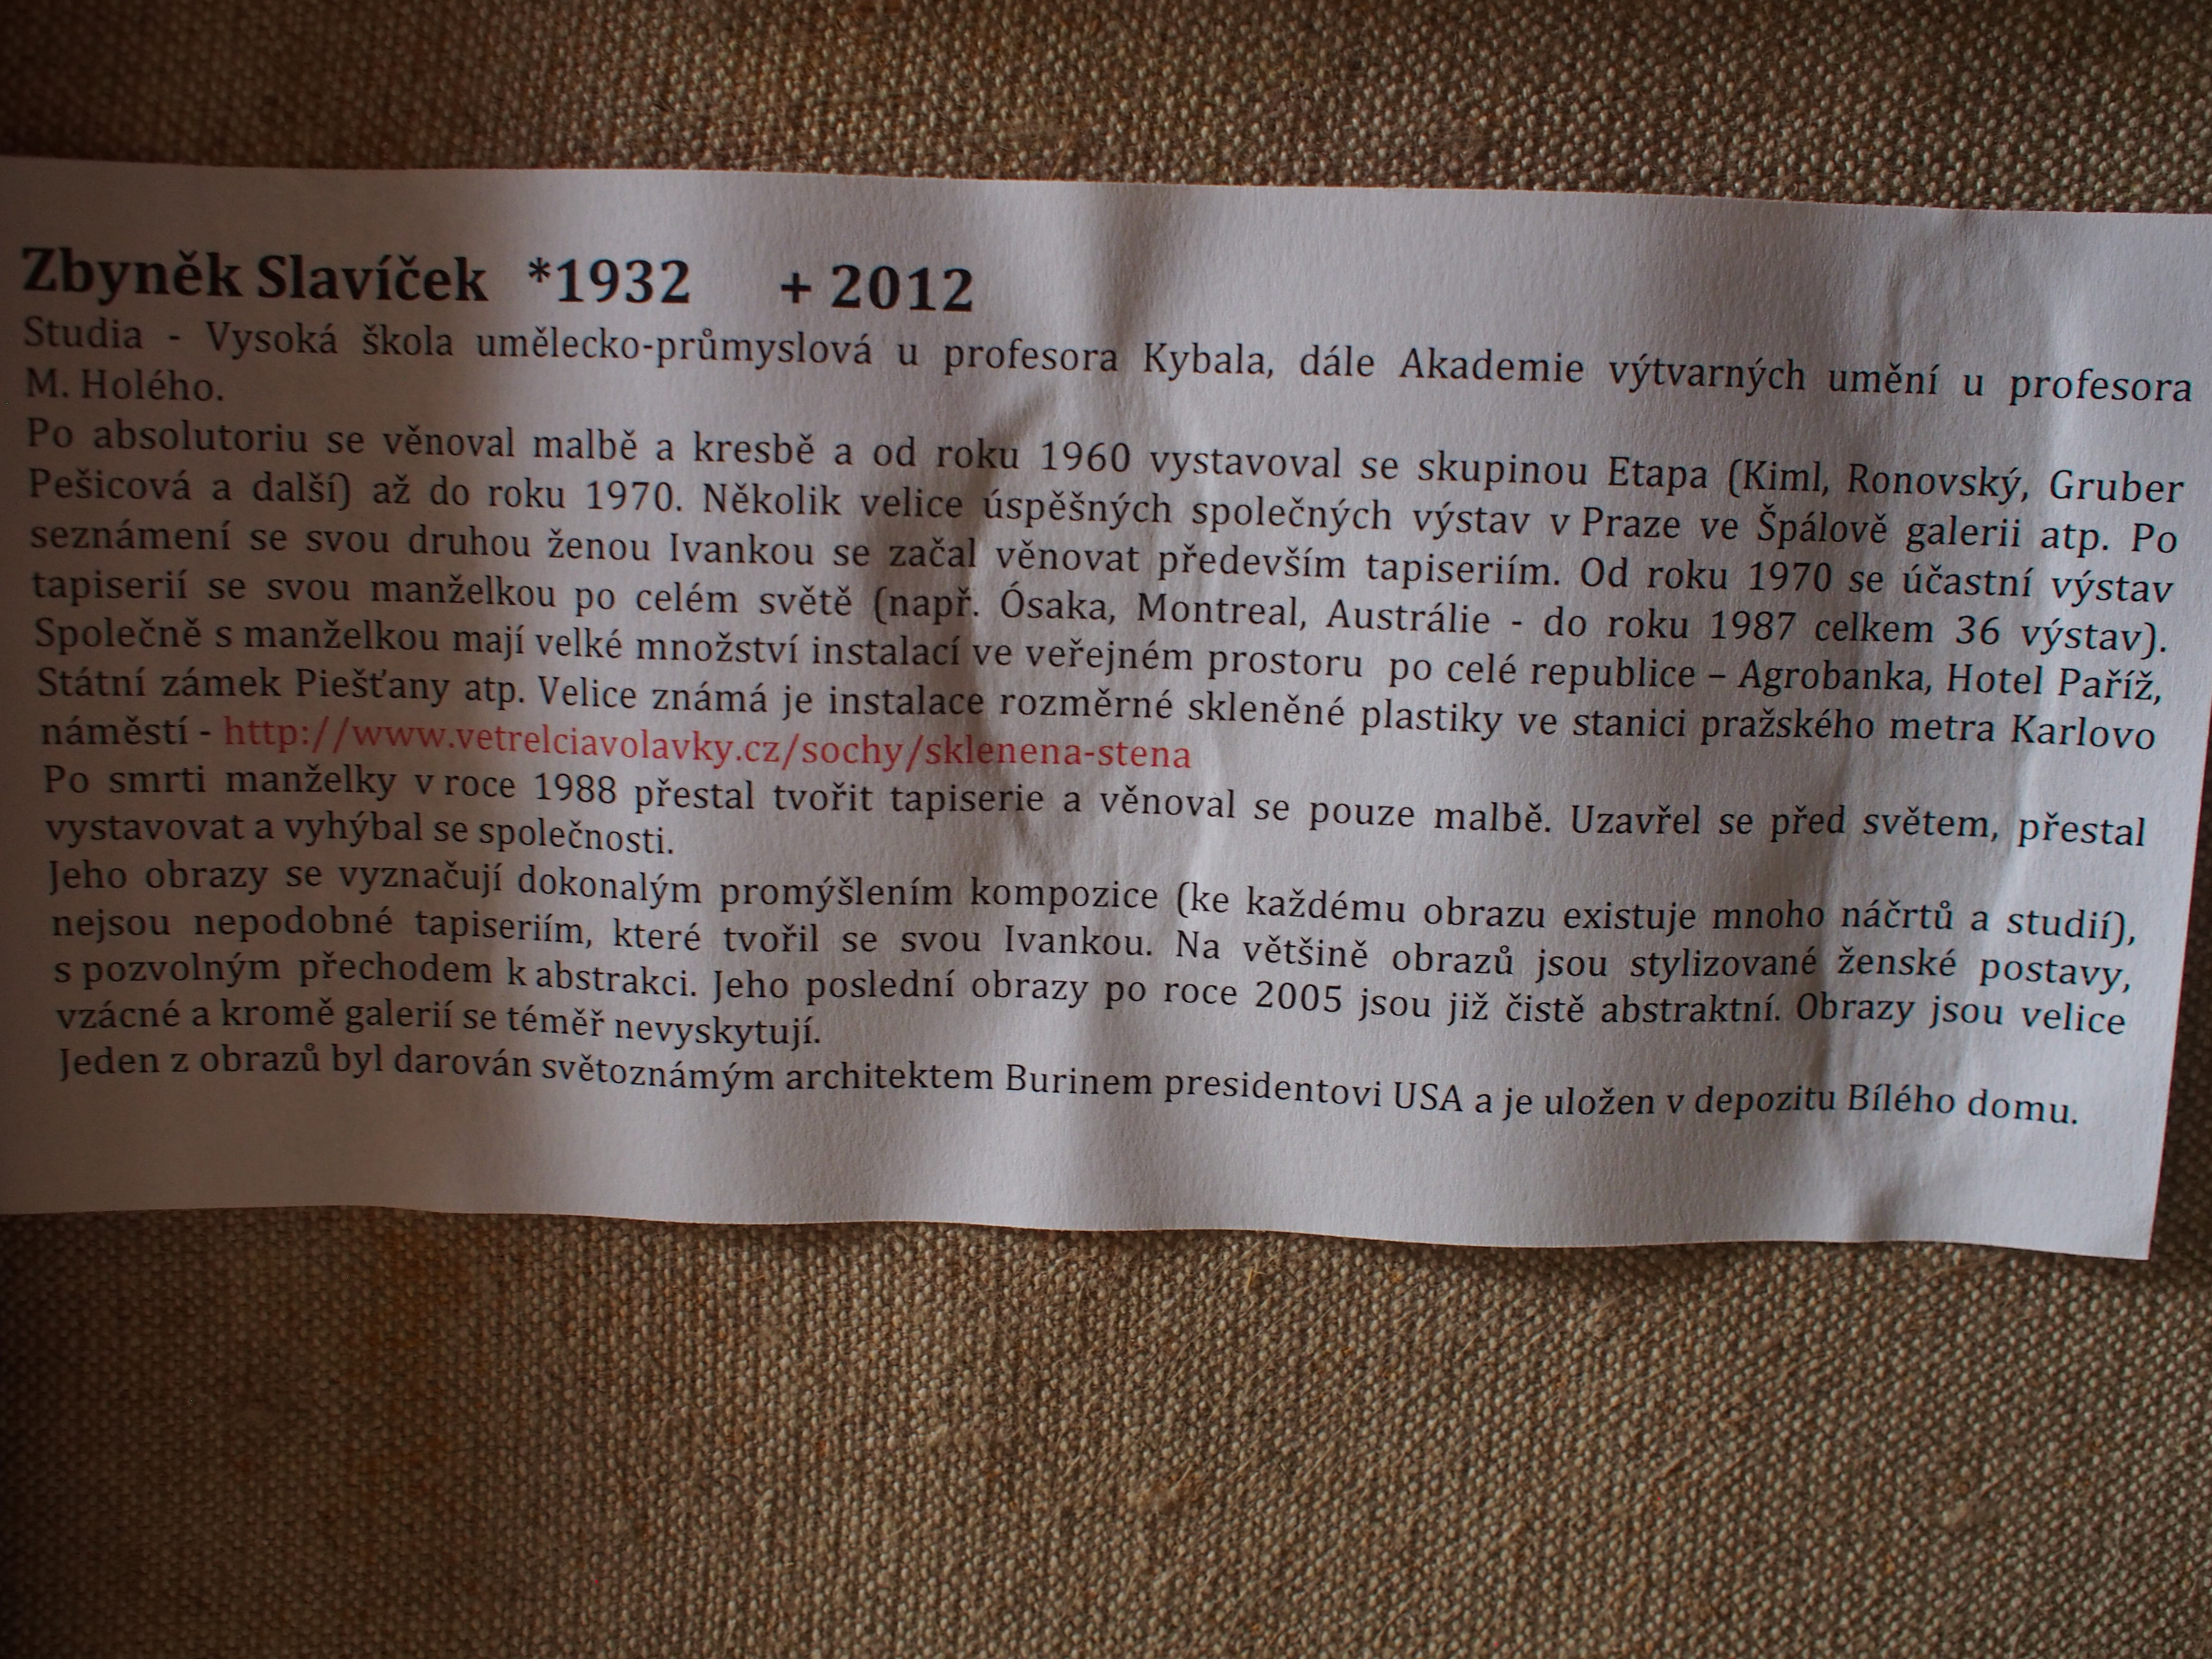 Zbyněk Slavíček *1932 + 2012
Studia - Vysoká škola umělecko-průmyslová u profesora Kybala, dále Akademie výtvarných umění u profesora
M. Holého.
Po absolutoriu se věnoval malbě a kresbě a od roku 1960 vystavoval se skupinou Etapa (Kiml, Ronovský, Gruber
Pešicová a další) až do roku 1970. Několik velice úspěšných společných výstav v Praze ve Špálově galerii atp. Po
seznámení se svou druhou ženou Ivankou se začal věnovat především tapiseriím. Od roku 1970 se účastní výstav
tapiserií se svou manželkou po celém světě (např. Ósaka, Montreal, Austrálie - do roku 1987 celkem 36 výstav).
Společně s manželkou mají velké množství instalací ve veřejném prostoru po celé republice – Agrobanka, Hotel Paříž,
Státní zámek Piešťany atp. Velice známá je instalace rozměrné skleněné plastiky ve stanici pražského metra Karlovo
náměstí - http://www.vetrelciavolavky.cz/sochy/sklenena-stena
Po smrti manželky v roce 1988 přestal tvořit tapiserie a věnoval se pouze malbě. Uzavřel se před světem, přestal
vystavovat a vyhýbal se společnosti.
Jeho obrazy se vyznačují dokonalým promýšlením kompozice (ke každému obrazu existuje mnoho náčrtů a studií),
nejsou nepodobné tapiseriím, které tvořil se svou Ivankou. Na většině obrazů jsou stylizované ženské postavy,
s pozvolným přechodem k abstrakci. Jeho poslední obrazy po roce 2005 jsou již čistě abstraktní. Obrazy jsou velice
vzácné a kromě galerií se téměř nevyskytují.
Jeden z obrazů byl darován světoznámým architektem Burinem presidentovi USA a je uložen v depozitu Bílého domu.